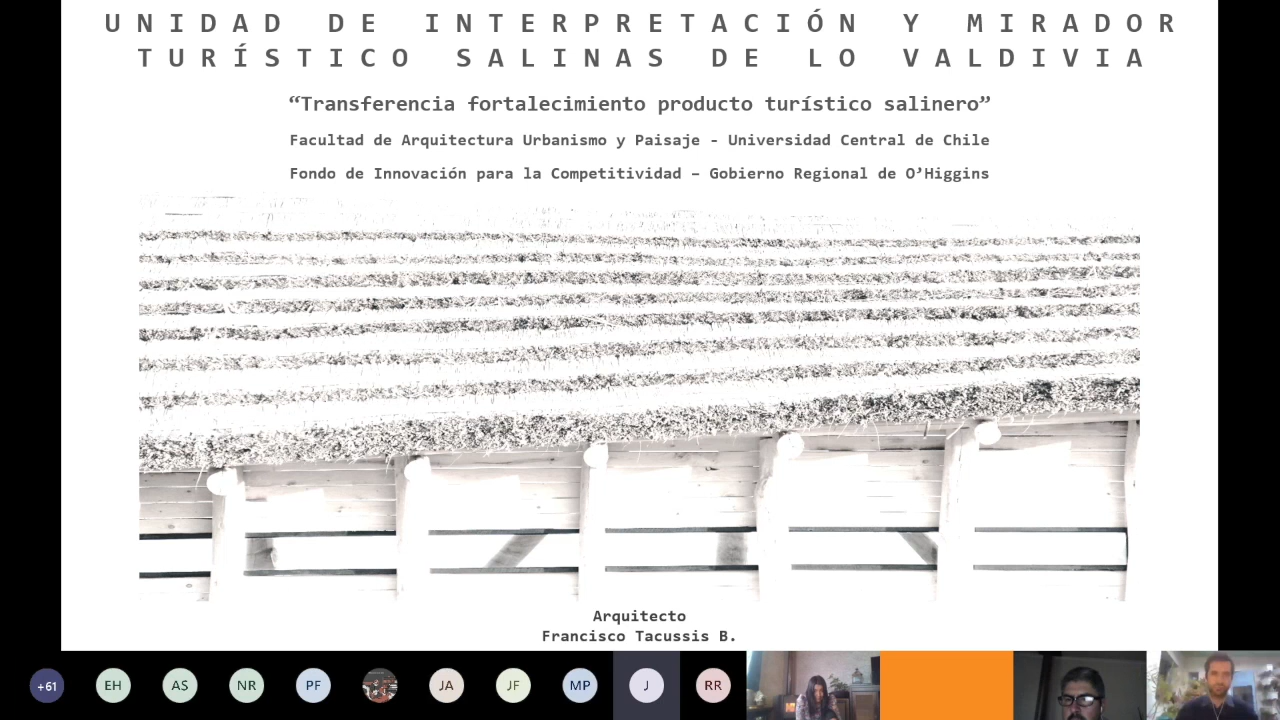 UNIDAD DE INTERPRETACIÓN Y MIRADOR
TURÍSTICO SALINAS DE LO VALDIVIA
“Transferencia fortalecimiento producto turístico salinero”
Facultad de Arquitectura Urbanismo y Paisaje - Universidad Central de Chile
Fondo de Innovación para la Competitividad – Gobierno Regional de O’Higgins
Arquitecto
Francisco Tacussis B.
+61 EH AS NR PF JA JF MP J RR